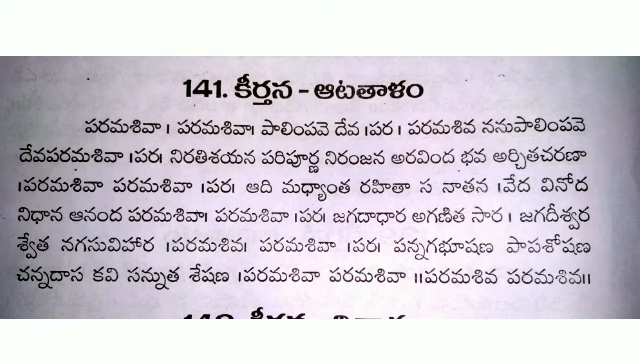 141. కీర్తన - ఆటతాళం
పరమశివా । పరమశివా। పాలింపవె దేవ ।పర । పరమశివ ననుపాలింపవె
దేవపరమశివా ।పర। నిరతిశయన పరిపూర్ణ నిరంజన అరవింద భవ అర్చితచరణా
।పరమశివా పరమశివా ।పర। ఆది మధ్యాంత రహితా స నాతన ।వేద వినోద
నిధాన ఆనంద పరమశివా। పరమశివా ।పర। జగదాధార అగణిత సార । జగదీశ్వర
శ్వేత నగసువిహార ।పరమశివ। పరమశివా ।పర। పన్నగభూషణ పాపశోషణ
చన్నదాస కవి సన్నుత శేషణ ।పరమశివా పరమశివా ॥పరమశివ పరమశివ॥